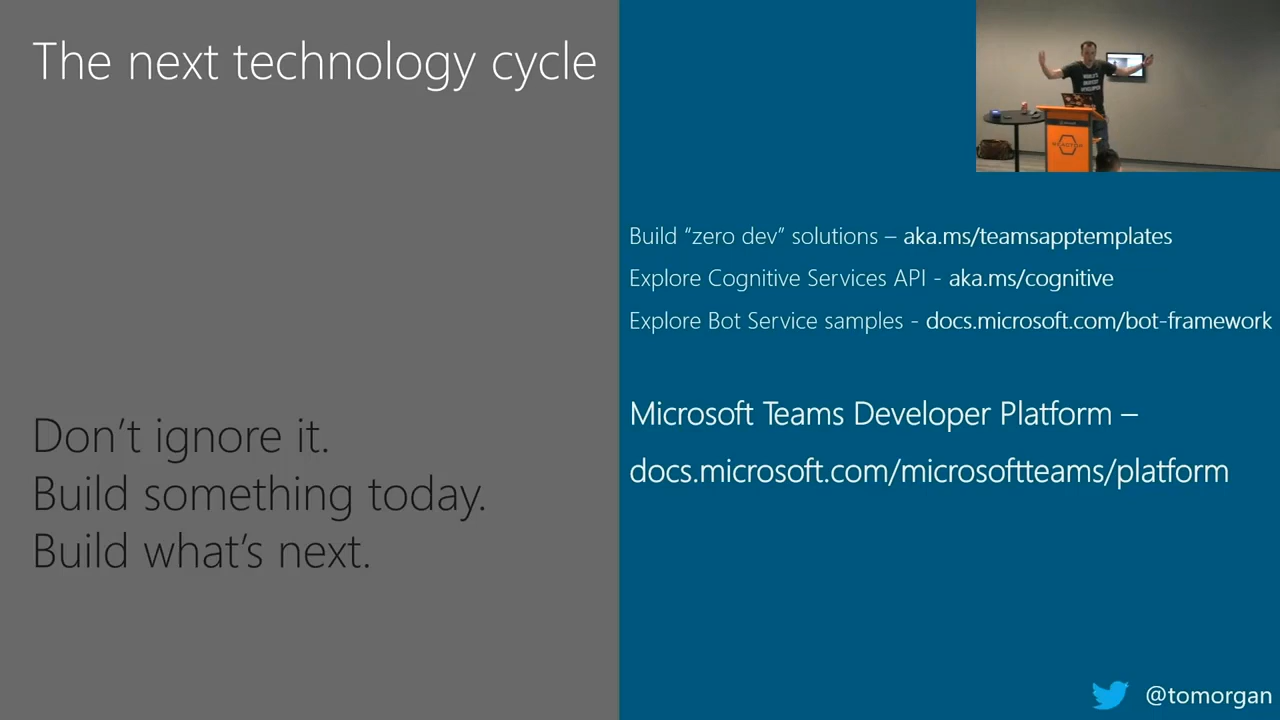 The next technology cycle
Don't ignore it.
Build something today.
Build what's next.
Build “zero dev” solutions – aka.ms/teamsapptemplates
Explore Cognitive Services API - aka.ms/cognitive
Explore Bot Service samples - docs.microsoft.com/bot-framework
Microsoft Teams Developer Platform –
docs.microsoft.com/microsoftteams/platform
@tomorgan
REACTOR